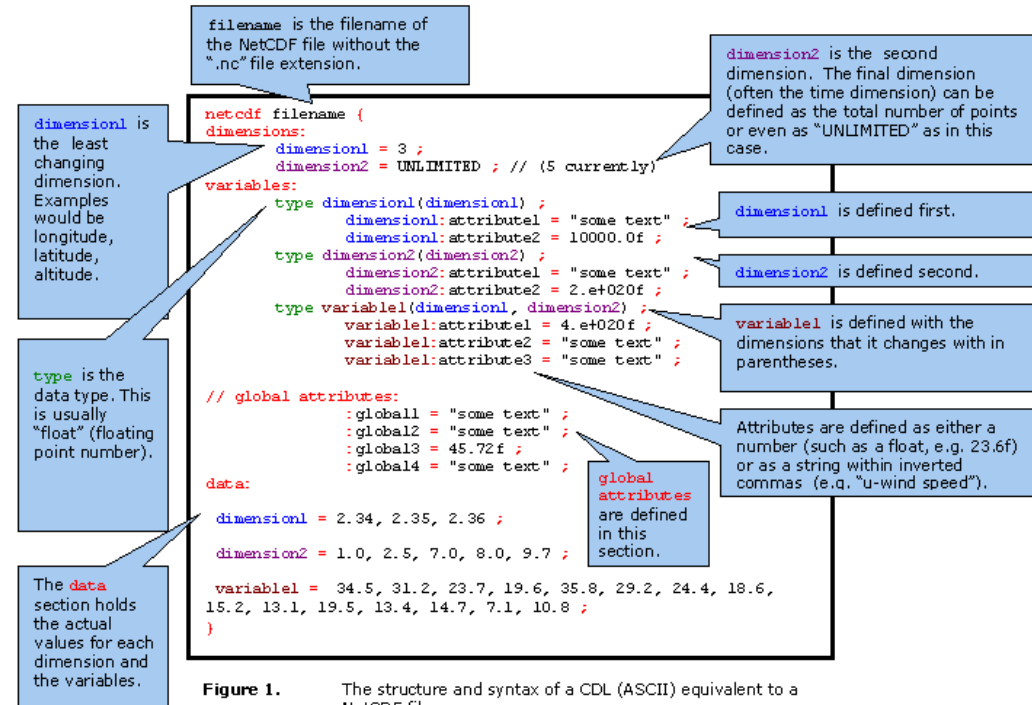 filename is the filename of
the NetCDF file without the
".nc" file extension.
dimension2 is the second
dimension. The final dimension
(often the time dimension) can be
defined as the total number of points
or even as "UNLIMITED" as in this
case.
dimension1 is
the least
changing
dimension.
Examples
would be
longitude,
latitude,
altitude.
netcdf filename {
dimensions:
dimension1 = 3 ;
dimension2 = UNLIMITED ; // (5 currently)
variables:
type dimension1(dimension1) ;
dimension1:attribute1 = "some text" ;
dimension1:attribute2 = 10000.0f ;
type dimension2(dimension2) ;
dimension2:attribute1 = "some text" ;
dimension2:attribute2 = 2.e+020f ;
type variable1(dimension1, dimension2) ;
variable1:attribute1 = 4.e+020f ;
variable1:attribute2 = "some text" ;
variable1:attribute3 = "some text" ;
// global attributes:
:global1 = "some text" ;
:global2 = "some text" ;
:global3 = 45.72f ;
:global4 = "some text" ;
data:
dimension1 = 2.34, 2.35, 2.36 ;
dimension2 = 1.0, 2.5, 7.0, 8.0, 9.7 ;
variable1 = 34.5, 31.2, 23.7, 19.6, 35.8, 29.2, 24.4, 18.6,
15.2, 13.1, 19.5, 13.4, 14.7, 7.1, 10.8 ;
}
dimension1 is defined first.
dimension2 is defined second.
variable1 is defined with the
dimensions that it changes with in
parentheses.
type is the
data type. This
is usually
"float" (floating
point number).
Attributes are defined as either a
number (such as a float, e.g. 23.6f)
or as a string within inverted
commas (e.g. "u-wind speed").
global
attributes
are defined
in this
section.
The data
section holds
the actual
values for each
dimension and
the variables.
Figure 1. The structure and syntax of a CDL (ASCII) equivalent to a